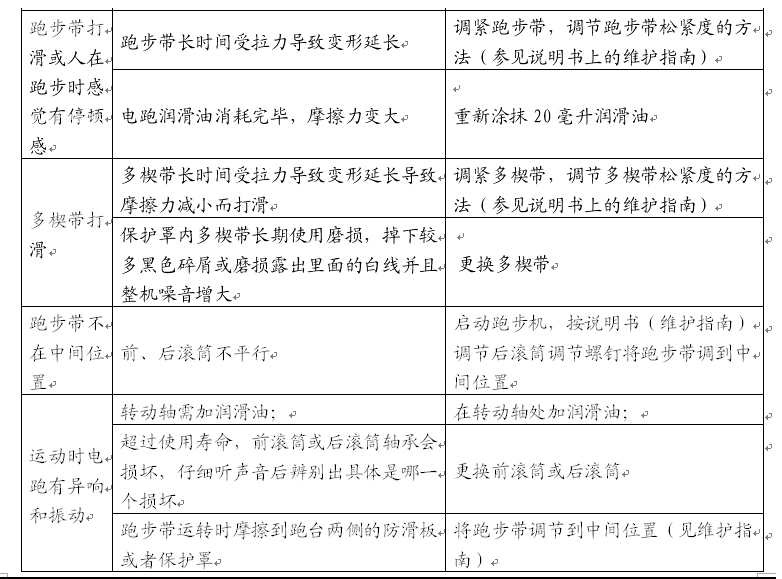 跑步带打
滑或人在
跑步时感
觉有停顿
感
跑步带长时间受拉力导致变形延长
调紧跑步带，调节跑步带松紧度的方
法（参见说明书上的维护指南）
电跑润滑油消耗完毕，摩擦力变大
重新涂抹 20 毫升润滑油
多楔带打
滑
多楔带长时间受拉力导致变形延长导致
摩擦力减小而打滑
调紧多楔带，调节多楔带松紧度的方
法（参见说明书上的维护指南）
保护罩内多楔带长期使用磨损，掉下较
多黑色碎屑或磨损露出里面的白线并且
整机噪音增大
更换多楔带
跑步带不
在中间位
置
前、后滚筒不平行
启动跑步机，按说明书（维护指南）
调节后滚筒调节螺钉将跑步带调到中
间位置
运动时电
跑有异响
和振动
转动轴需加润滑油；
在转动轴处加润滑油；
超过使用寿命，前滚筒或后滚筒轴承会
损坏，仔细听声音后辨别出具体是哪一
个损坏
更换前滚筒或后滚筒
跑步带运转时摩擦到跑台两侧的防滑板
或者保护罩
将跑步带调节到中间位置（见维护指
南）